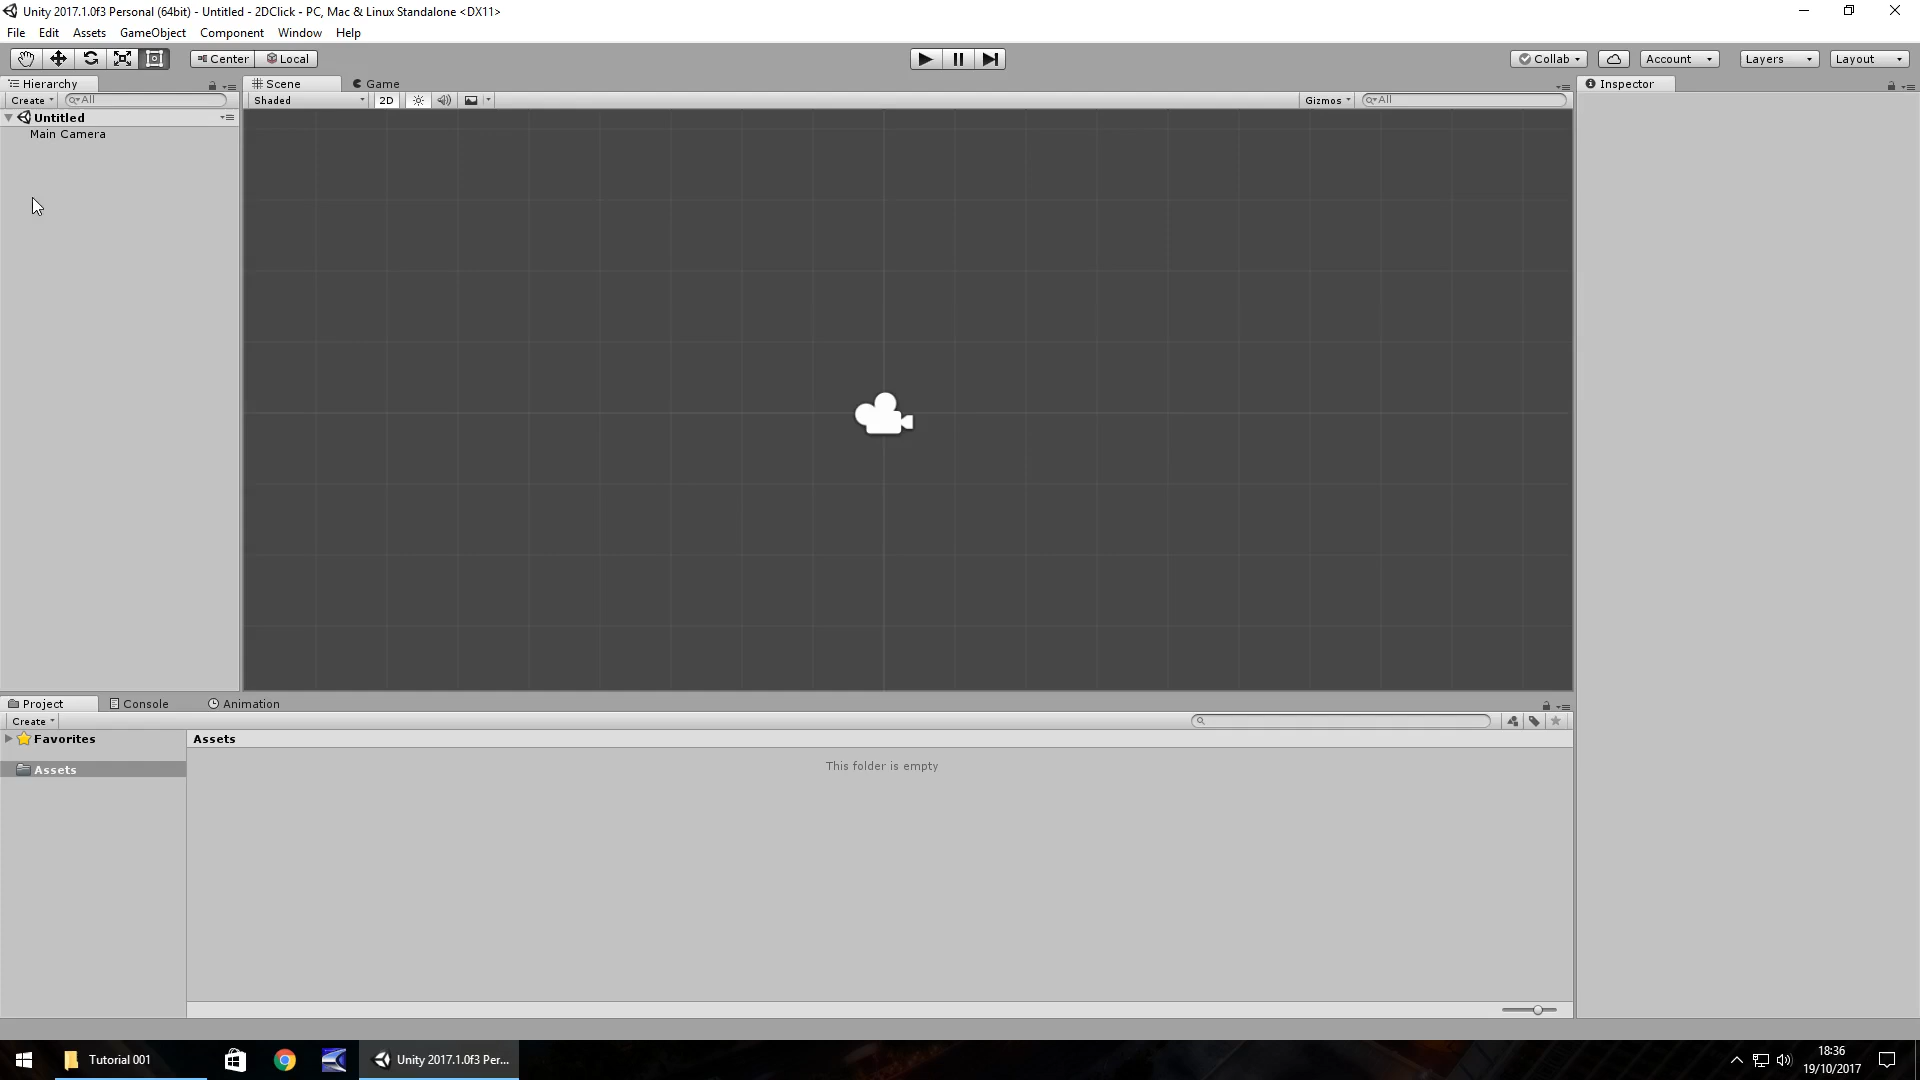 Unity 2017.1.0f3 Personal (64bit) - Untitled - 2DClick - PC, Mac & Linux Standalone <DX11>
File Edit Assets GameObject Component Window Help
Center Local Collab Account Layers Layout
Hierarchy Scene Game Inspector
Create All Shaded 2D Gizmos All
Untitled
Main Camera
Project Console Animation
Create
Favorites Assets
This folder is empty
Assets
Tutorial 001 Unity 2017.1.0f3 Per... 18:36
19/10/2017